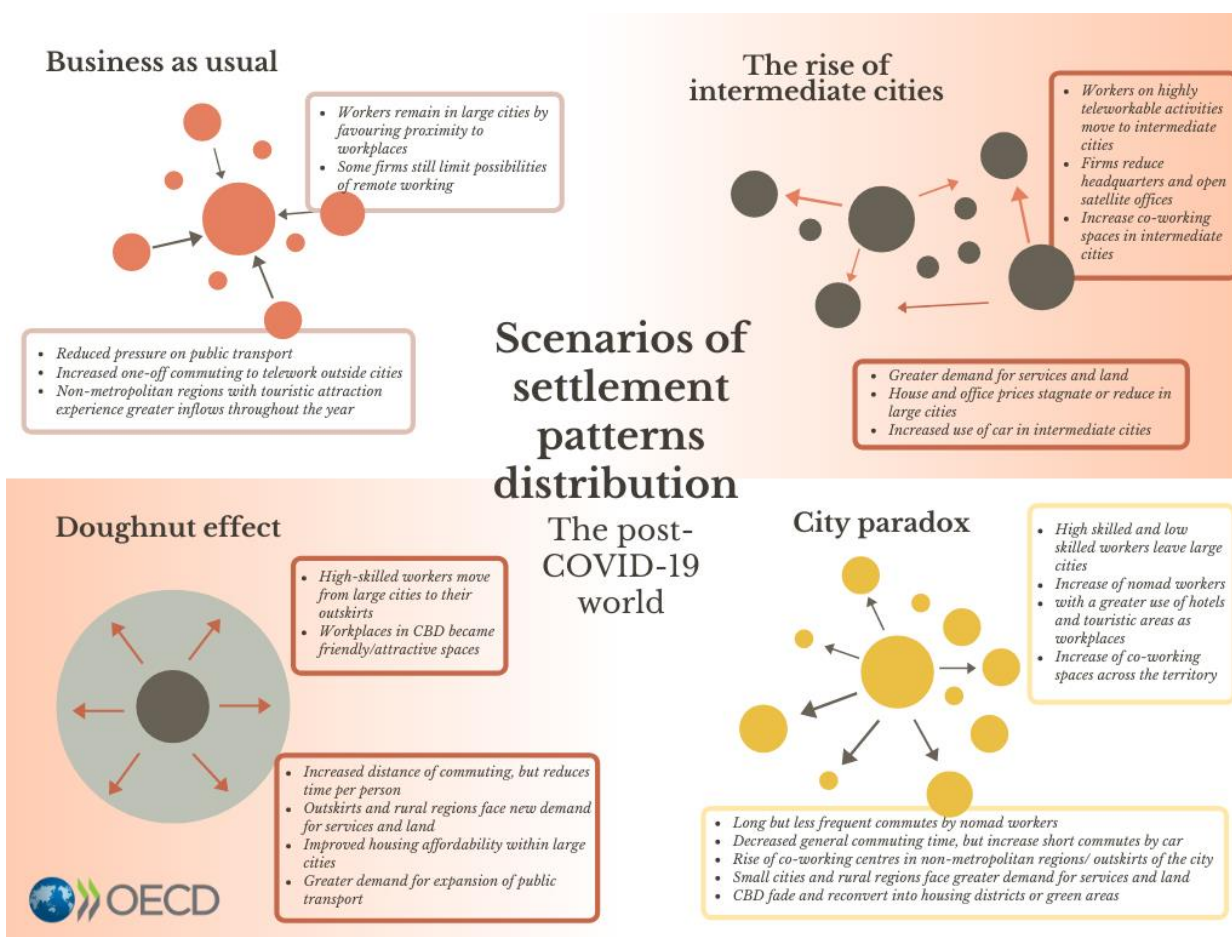 Business as usual
• Workers remain in large cities by
favouring proximity to
workplaces
• Some firms still limit possibilities
of remote working
• Reduced pressure on public transport
• Increased one-off commuting to telework outside cities
• Non-metropolitan regions with touristic attraction
experience greater inflows throughout the year
The rise of
intermediate cities
• Workers on highly
teleworkable activities
move to intermediate
cities
• Firms reduce
headquarters and open
satellite offices
• Increase co-working
spaces in intermediate
cities
• Greater demand for services and land
• House and office prices stagnate or reduce in
large cities
• Increased use of car in intermediate cities
Scenarios of
settlement
patterns
distribution
The post-
COVID-19
world
Doughnut effect
• High-skilled workers move
from large cities to their
outskirts
• Workplaces in CBD became
friendly/attractive spaces
• Increased distance of commuting, but reduces
time per person
• Outskirts and rural regions face new demand
for services and land
• Improved housing affordability within large
cities
• Greater demand for expansion of public
transport
OECD
City paradox
• High skilled and low
skilled workers leave large
cities
• Increase of nomad workers
• with a greater use of hotels
and touristic areas as
workplaces
• Increase of co-working
spaces across the territory
• Long but less frequent commutes by nomad workers
• Decreased general commuting time, but increase short commutes by car
• Rise of co-working centres in non-metropolitan regions/ outskirts of the city
• Small cities and rural regions face greater demand for services and land
• CBD fade and reconvert into housing districts or green areas